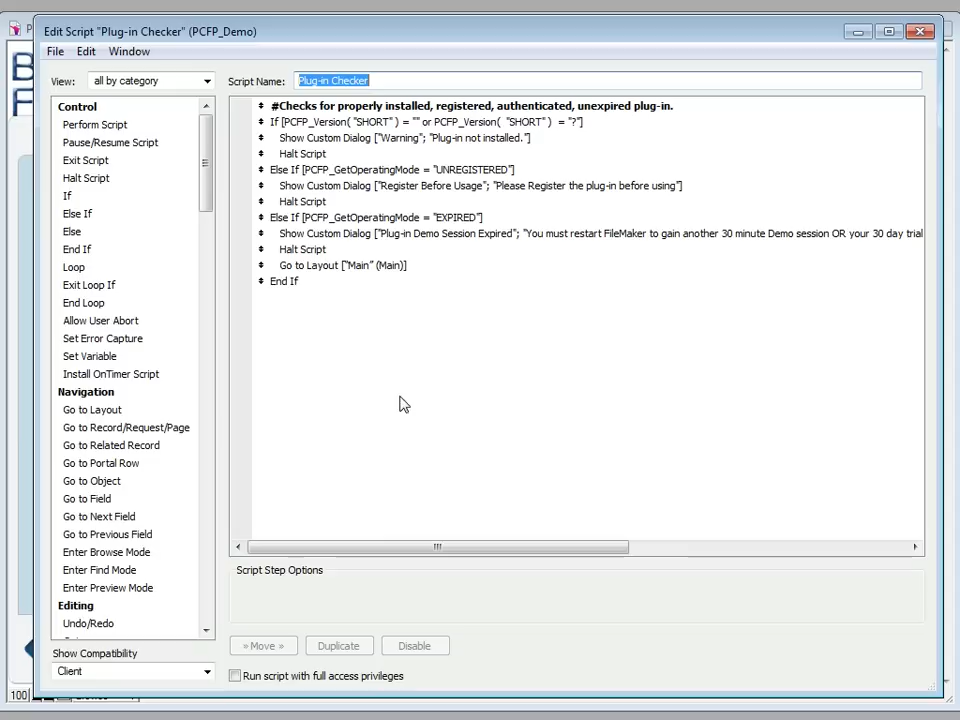 Edit Script "Plug-in Checker" (PCFP_Demo)
File Edit Window
View: all by category Script Name: Plug-in Checker
Control
Perform Script
Pause/Resume Script
Exit Script
Halt Script
If
Else If
Else
End If
Loop
Exit Loop If
End Loop
Allow User Abort
Set Error Capture
Set Variable
Install OnTimer Script
Navigation
Go to Layout
Go to Record/Request/Page
Go to Related Record
Go to Portal Row
Go to Object
Go to Field
Go to Next Field
Go to Previous Field
Enter Browse Mode
Enter Find Mode
Enter Preview Mode
Editing
Undo/Redo
#Checks for properly installed, registered, authenticated, unexpired plug-in.
If [PCFP_Version( "SHORT" ) = "" or PCFP_Version( "SHORT" ) = "?"]
Show Custom Dialog ["Warning"; "Plug-in not installed."]
Halt Script
Else If [PCFP_GetOperatingMode = "UNREGISTERED"]
Show Custom Dialog ["Register Before Usage"; "Please Register the plug-in before using"]
Halt Script
Else If [PCFP_GetOperatingMode = "EXPIRED"]
Show Custom Dialog ["Plug-in Demo Session Expired"; "You must restart FileMaker to gain another 30 minute Demo session OR your 30 day trial
Halt Script
Go to Layout ["Main" (Main)]
End If
Script Step Options
» Move » Duplicate Disable
Show Compatibility
Client
Run script with full access privileges
100